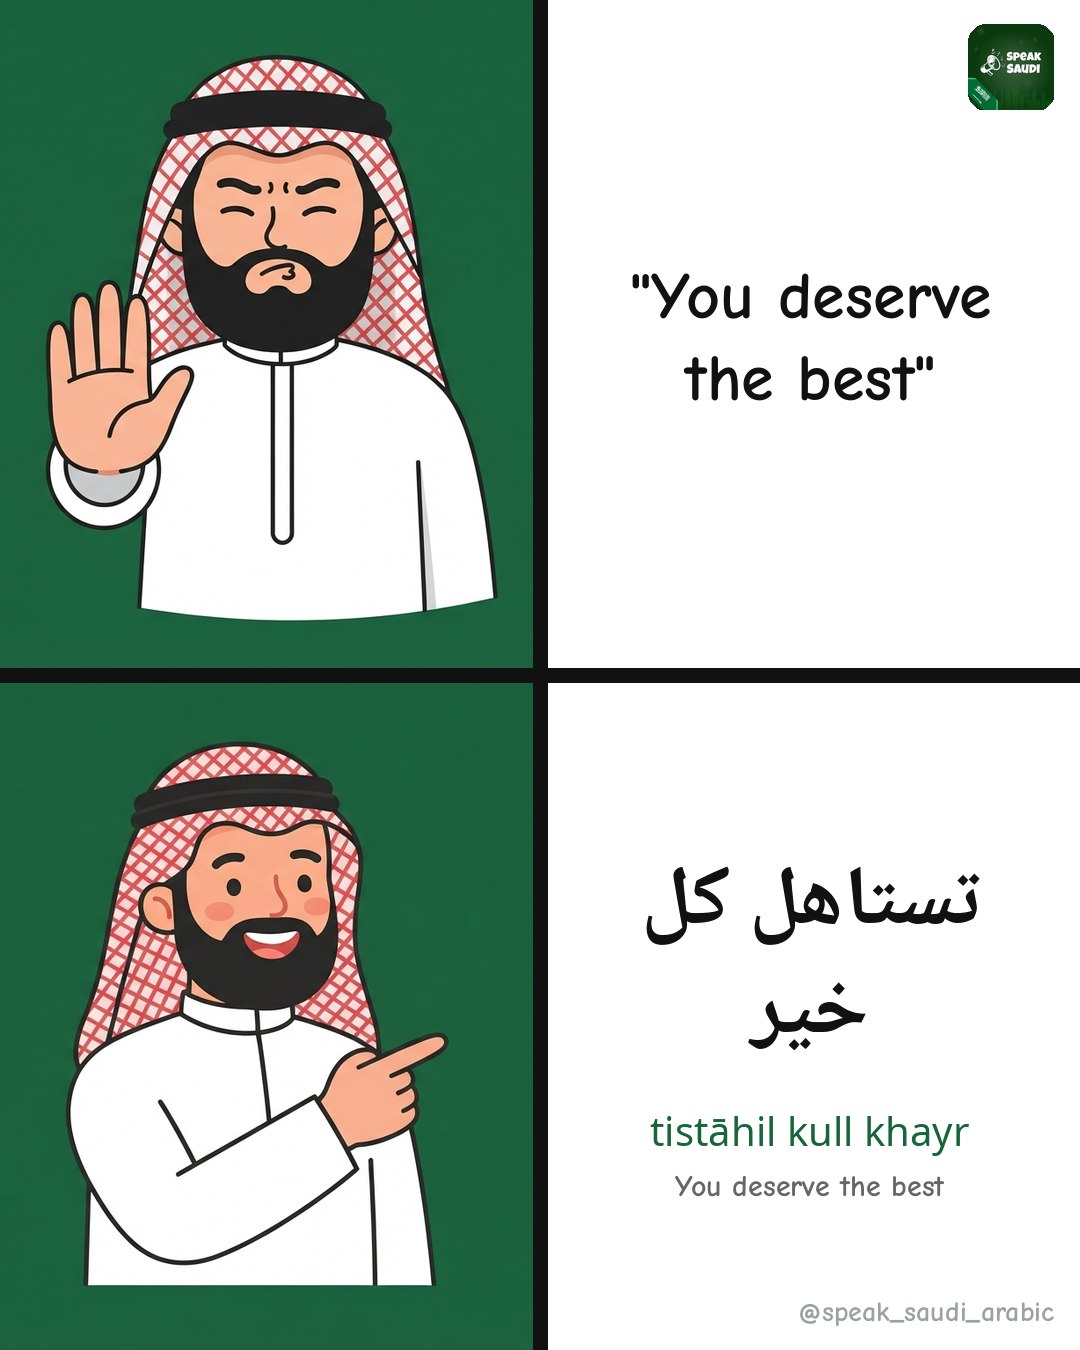 SPEAK
SAUDI
"You deserve
the best"
تستاهل كل
خير
tistāhil kull khayr
You deserve the best
@speak_saudi_arabic